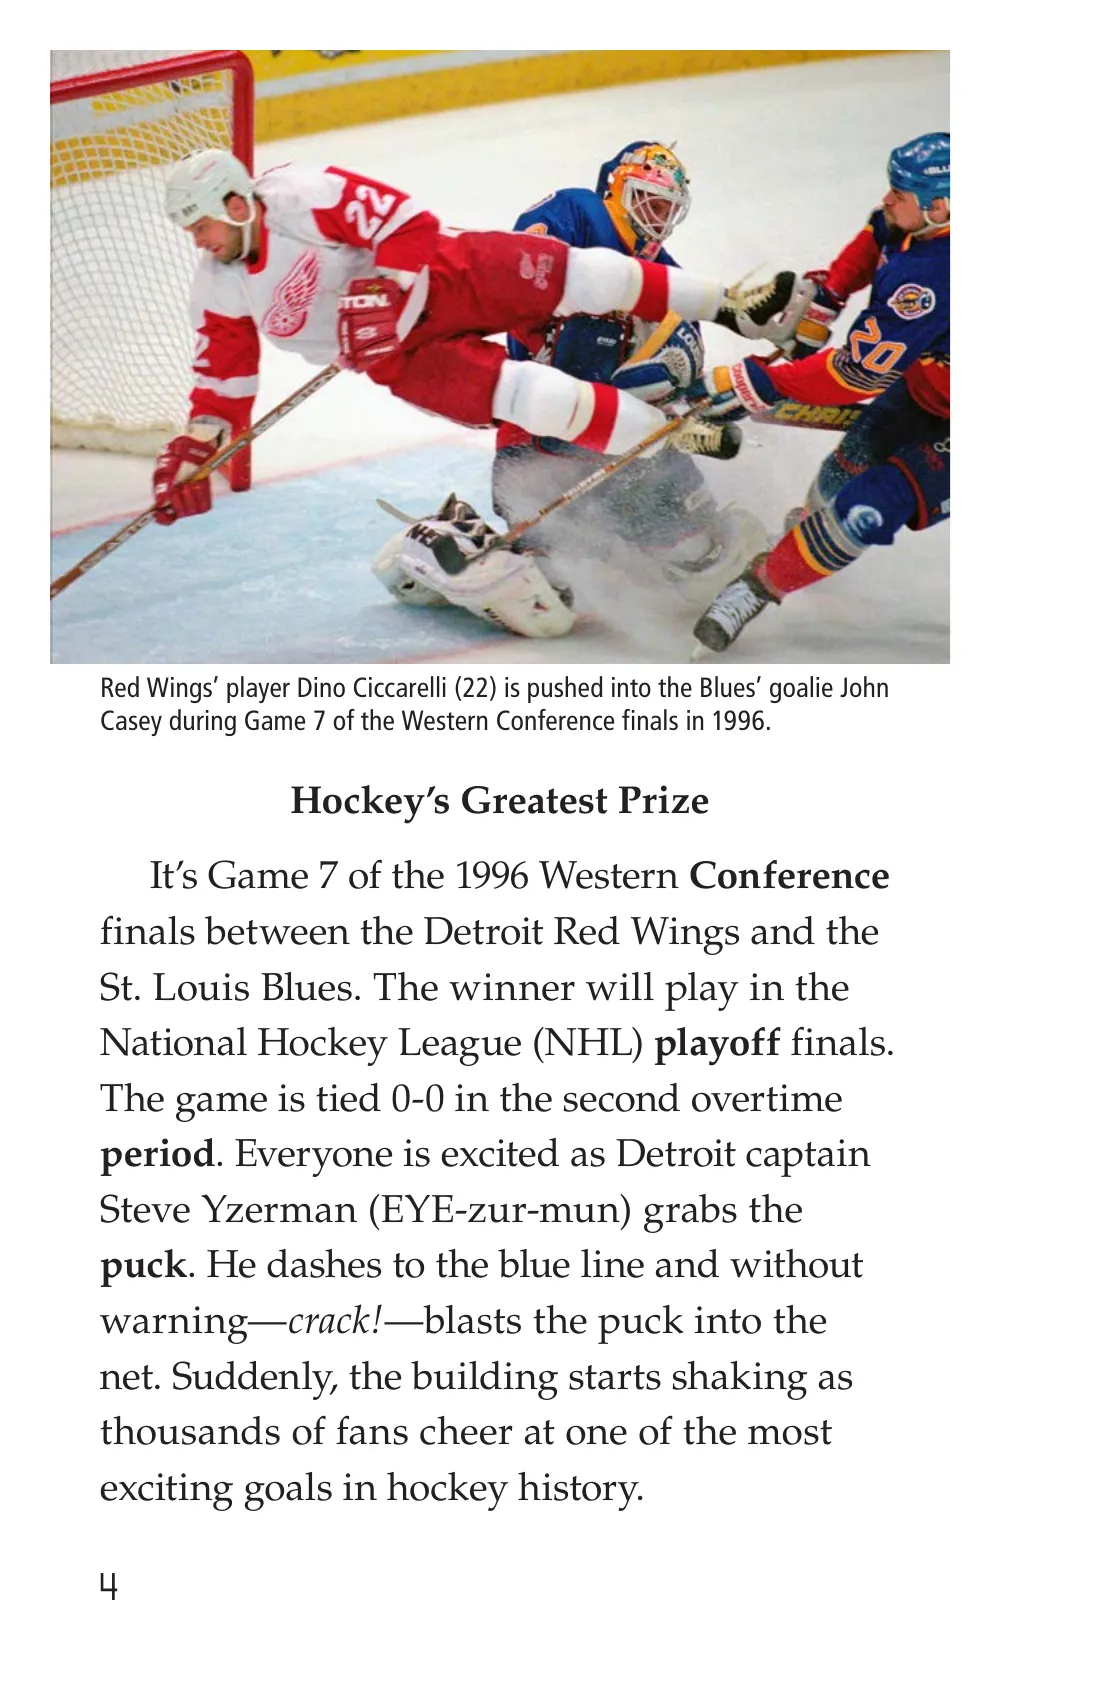 22
22
TON
BLU
20
CHRIS
Red Wings’ player Dino Ciccarelli (22) is pushed into the Blues’ goalie John
Casey during Game 7 of the Western Conference finals in 1996.
Hockey’s Greatest Prize
It’s Game 7 of the 1996 Western Conference
finals between the Detroit Red Wings and the
St. Louis Blues. The winner will play in the
National Hockey League (NHL) playoff finals.
The game is tied 0-0 in the second overtime
period. Everyone is excited as Detroit captain
Steve Yzerman (EYE-zur-mun) grabs the
puck. He dashes to the blue line and without
warning—crack!—blasts the puck into the
net. Suddenly, the building starts shaking as
thousands of fans cheer at one of the most
exciting goals in hockey history.
4